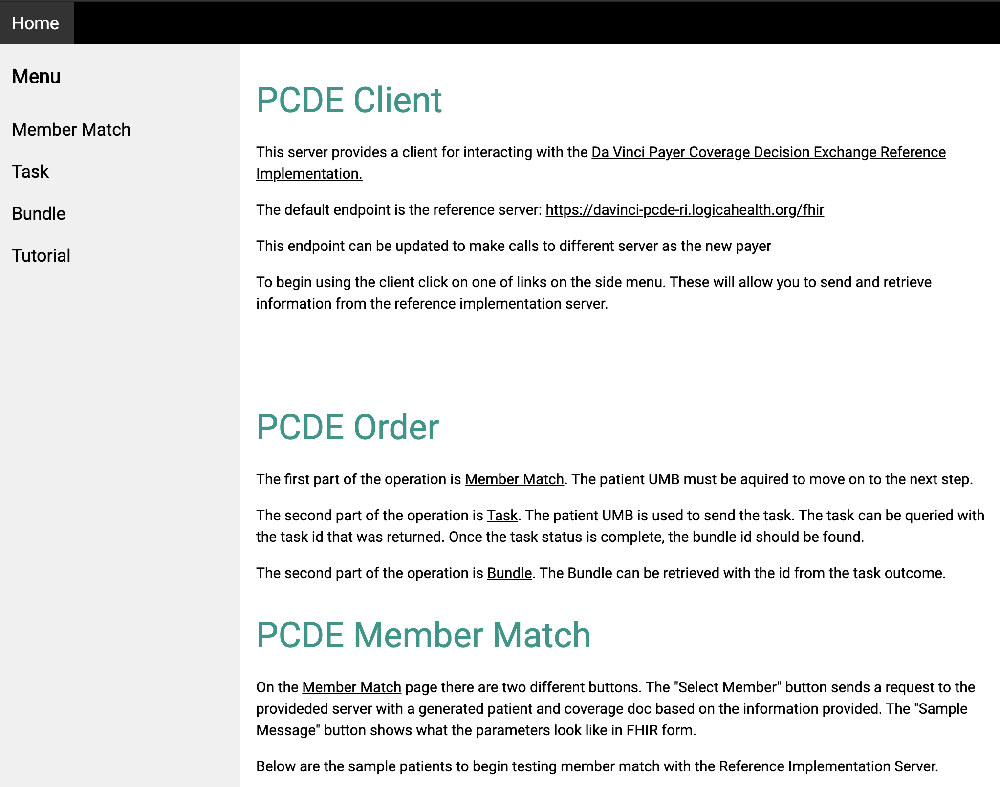 Home
Menu
Member Match
Task
Bundle
Tutorial
PCDE Client
This server provides a client for interacting with the Da Vinci Payer Coverage Decision Exchange Reference
Implementation.
The default endpoint is the reference server: https://davinci-pcde-ri.logicahealth.org/fhir
This endpoint can be updated to make calls to different server as the new payer
To begin using the client click on one of links on the side menu. These will allow you to send and retrieve
information from the reference implementation server.
PCDE Order
The first part of the operation is Member Match. The patient UMB must be aquired to move on to the next step.
The second part of the operation is Task. The patient UMB is used to send the task. The task can be queried with
the task id that was returned. Once the task status is complete, the bundle id should be found.
The second part of the operation is Bundle. The Bundle can be retrieved with the id from the task outcome.
PCDE Member Match
On the Member Match page there are two different buttons. The "Select Member" button sends a request to the
provideded server with a generated patient and coverage doc based on the information provided. The "Sample
Message" button shows what the parameters look like in FHIR form.
Below are the sample patients to begin testing member match with the Reference Implementation Server.